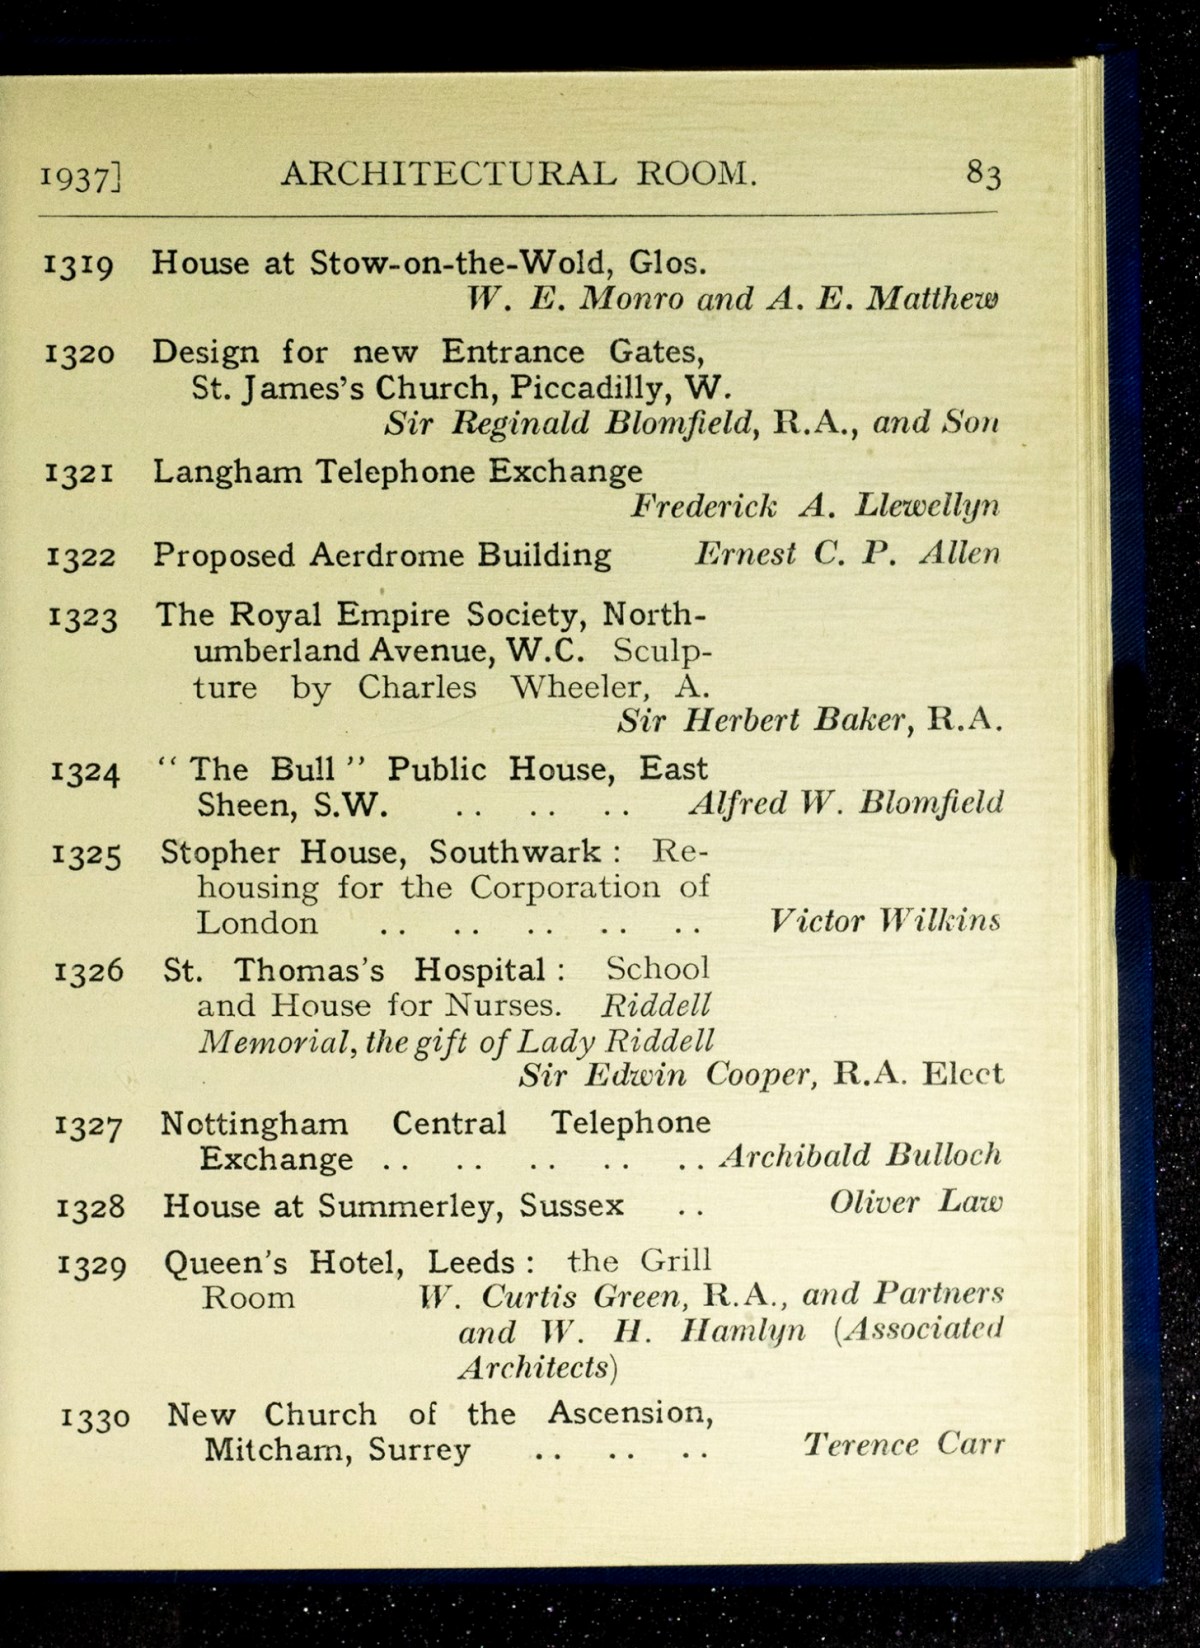 1937] ARCHITECTURAL ROOM. 83
1319 House at Stow-on-the-Wold, Glos.
W. E. Monro and A. E. Matthew
1320 Design for new Entrance Gates,
St. James's Church, Piccadilly, W.
Sir Reginald Blomfield, R.A., and Son
1321 Langham Telephone Exchange
Frederick A. Llewellyn
1322 Proposed Aerdrome Building Ernest C. P. Allen
1323 The Royal Empire Society, North-
umberland Avenue, W.C. Sculp-
ture by Charles Wheeler, A.
Sir Herbert Baker, R.A.
1324 “ The Bull ” Public House, East
Sheen, S.W. .. .. .. Alfred W. Blomfield
1325 Stopher House, Southwark : Re-
housing for the Corporation of
London .. .. .. .. .. Victor Wilkins
1326 St. Thomas's Hospital : School
and House for Nurses. Riddell
Memorial, the gift of Lady Riddell
Sir Edwin Cooper, R.A. Elect
1327 Nottingham Central Telephone
Exchange .. .. .. .. .. Archibald Bulloch
1328 House at Summerley, Sussex .. Oliver Law
1329 Queen's Hotel, Leeds : the Grill
Room W. Curtis Green, R.A., and Partners
and W. H. Hamlyn (Associated
Architects)
1330 New Church of the Ascension,
Mitcham, Surrey .. .. .. Terence Carr